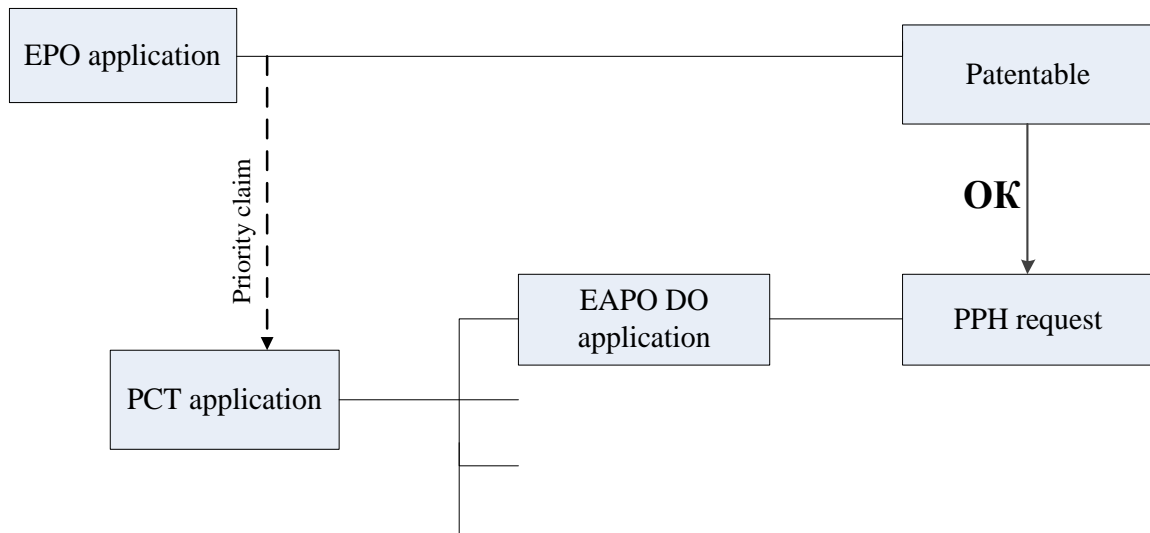 EPO application
Patentable
Priority claim
OK
EAPO DO
application
PPH request
PCT application